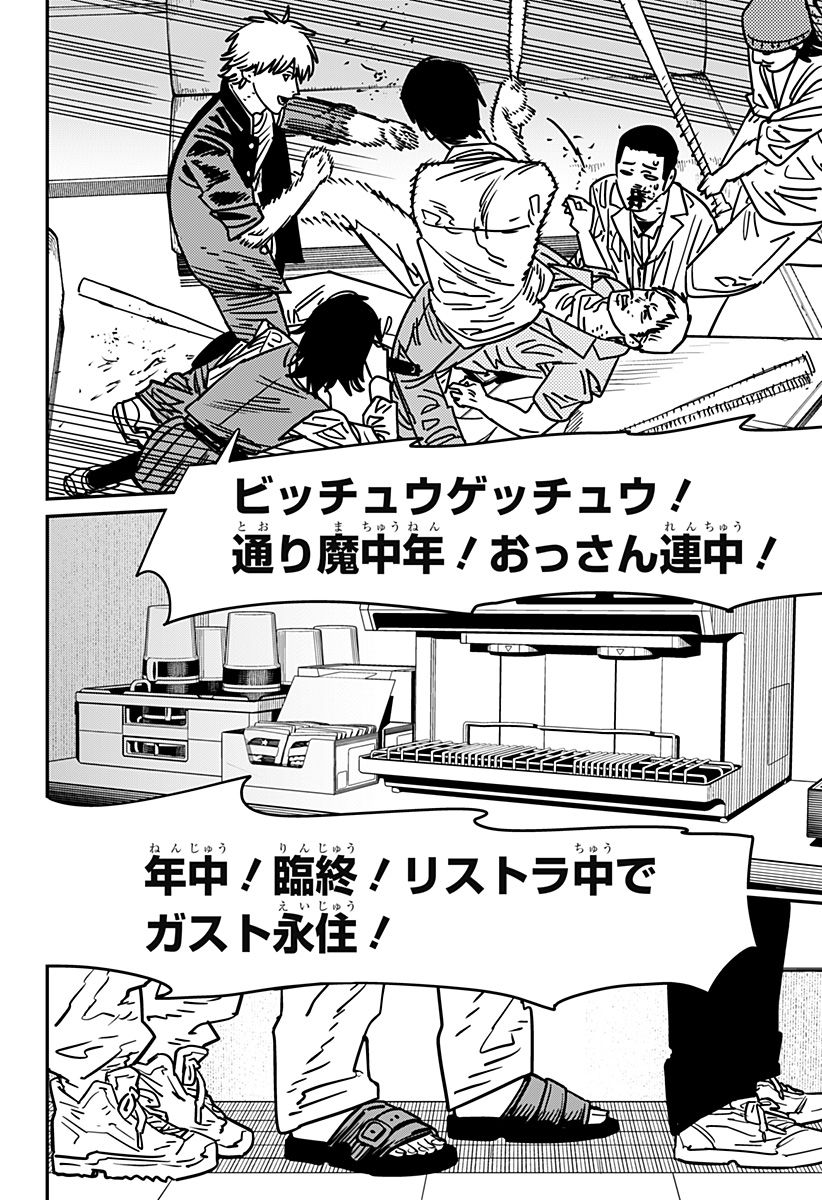 ビッチュウゲッチュウ！
通り魔中年！おっさん連中！
年中！臨終！リストラ中で
ガスト永住！